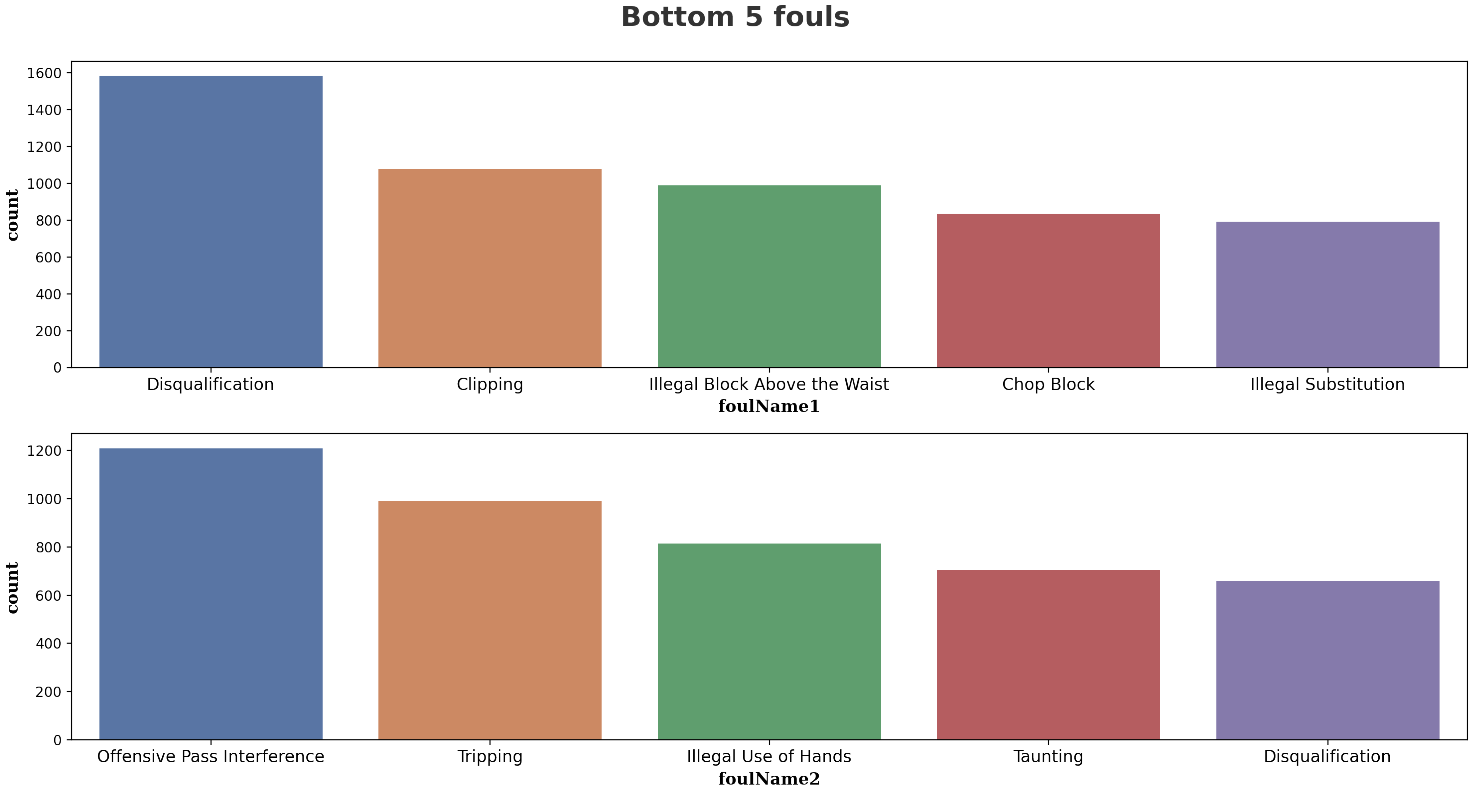 Bottom 5 fouls
1600
1400
1200
1000
800
600
400
200
0
count
Disqualification Clipping Illegal Block Above the Waist Chop Block Illegal Substitution
foulName1
1200
1000
800
600
400
200
0
count
Offensive Pass Interference Tripping Illegal Use of Hands Taunting Disqualification
foulName2